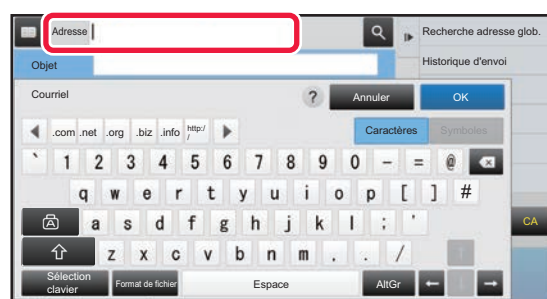 Adresse
Recherche adresse glob.
Objet
Historique d'envoi
Courriel ? Annuler OK
.com .net .org .biz .info http:// Caractères Symboles
` 1 2 3 4 5 6 7 8 9 0 - = @
q w e r t y u i o p [ ] #
a s d f g h j k l ; '
CA
z x c v b n m . . /
Sélection clavier Format de fichier Espace AltGr